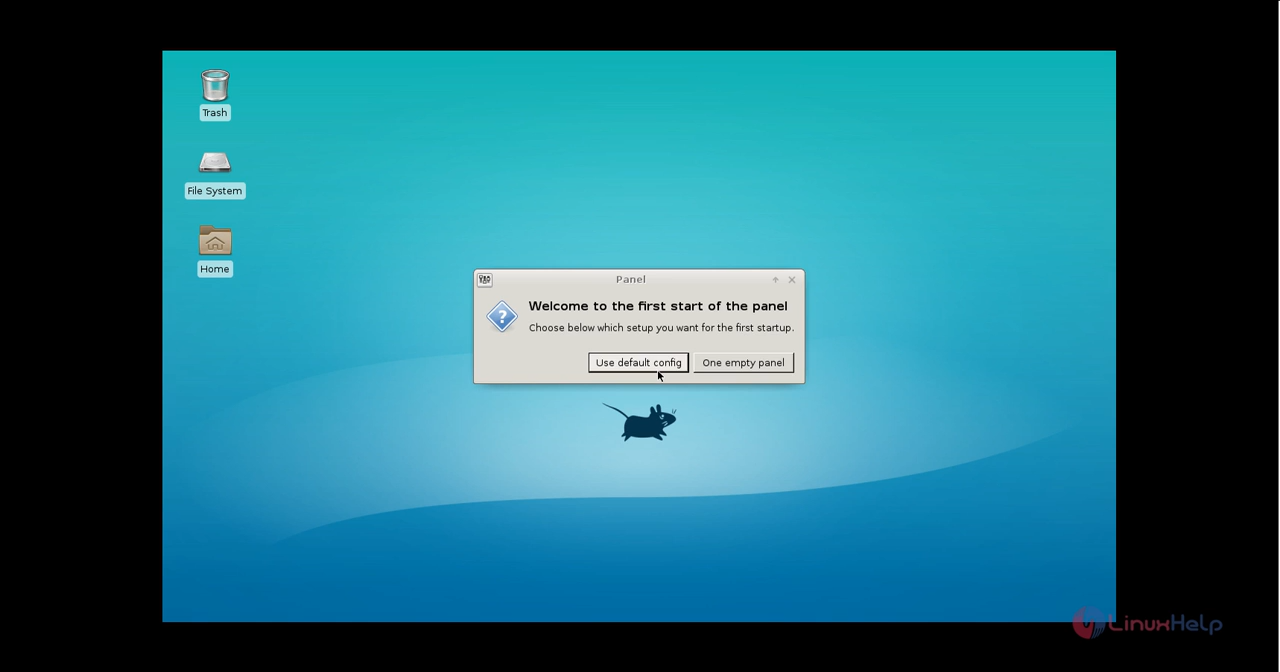 Trash
File System
Home
Panel
Welcome to the first start of the panel
Choose below which setup you want for the first startup.
Use default config
One empty panel
LinuxHelp